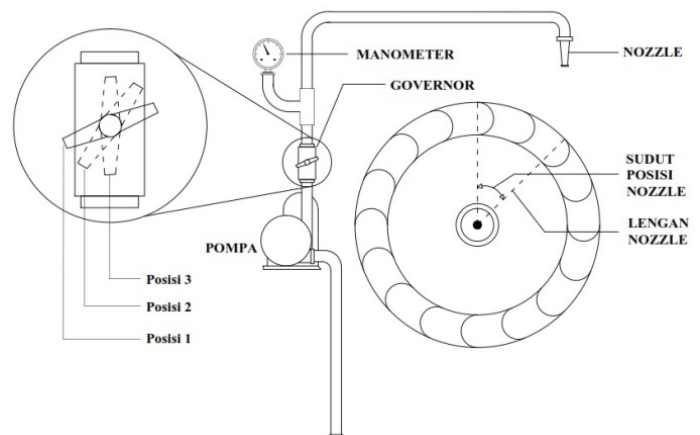 MANOMETER
NOZZLE
GOVERNOR
SUDUT
POSISI
NOZZLE
LENGAN
NOZZLE
POMPA
Posisi 3
Posisi 2
Posisi 1